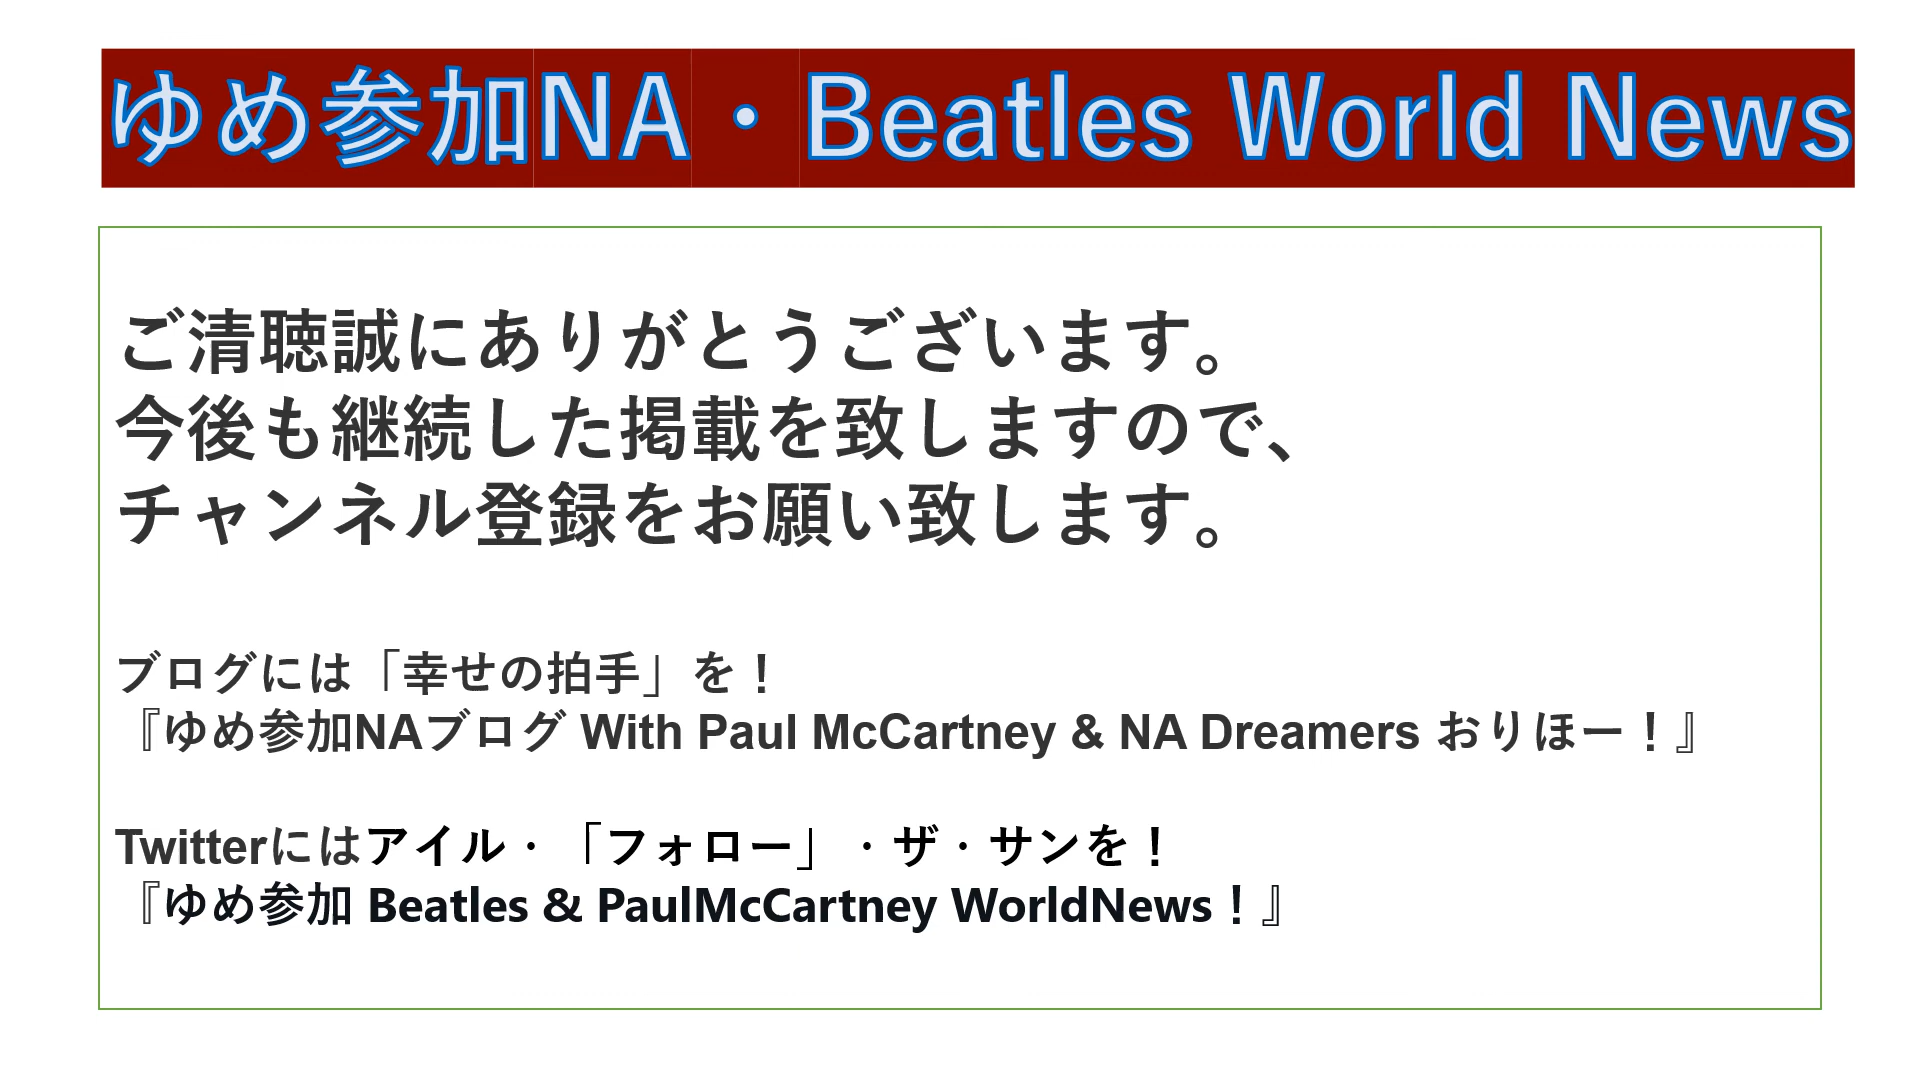 ゆめ参加NA・Beatles World News
ご清聴誠にありがとうございます。
今後も継続した掲載を致しますので、
チャンネル登録をお願い致します。
ブログには「幸せの拍手」を！
『ゆめ参加NAブログ With Paul McCartney & NA Dreamers おりほー！』
Twitterにはアイル・「フォロー」・ザ・サンを！
『ゆめ参加 Beatles & PaulMcCartney WorldNews！』